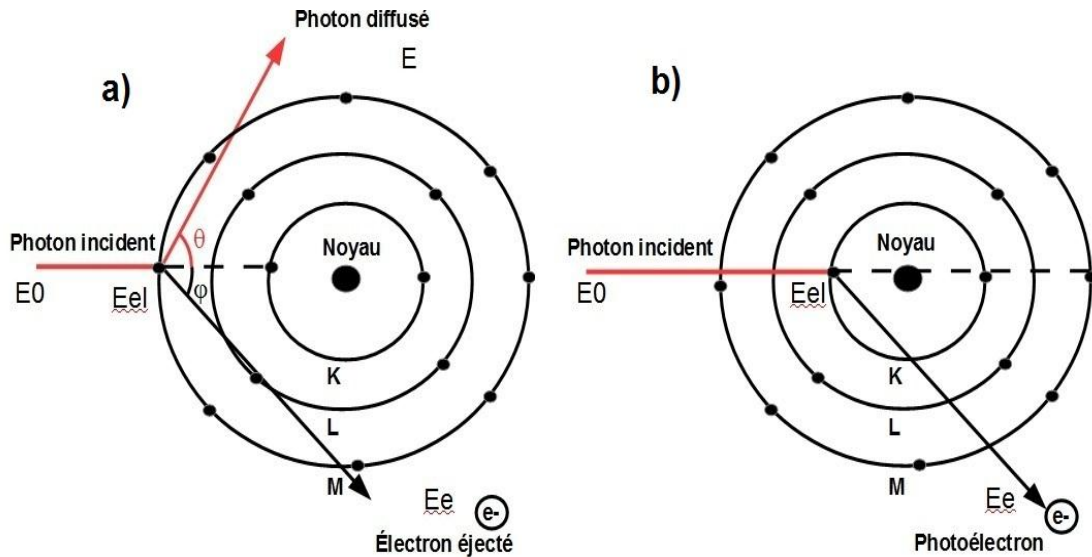 a)
Photon diffusé
E
Photon incident
θ
E0
Eel
φ
Noyau
K
L
M
Ee
e-
Électron éjecté
b)
Photon incident
E0
Eel
Noyau
K
L
M
Ee
e-
Photoélectron